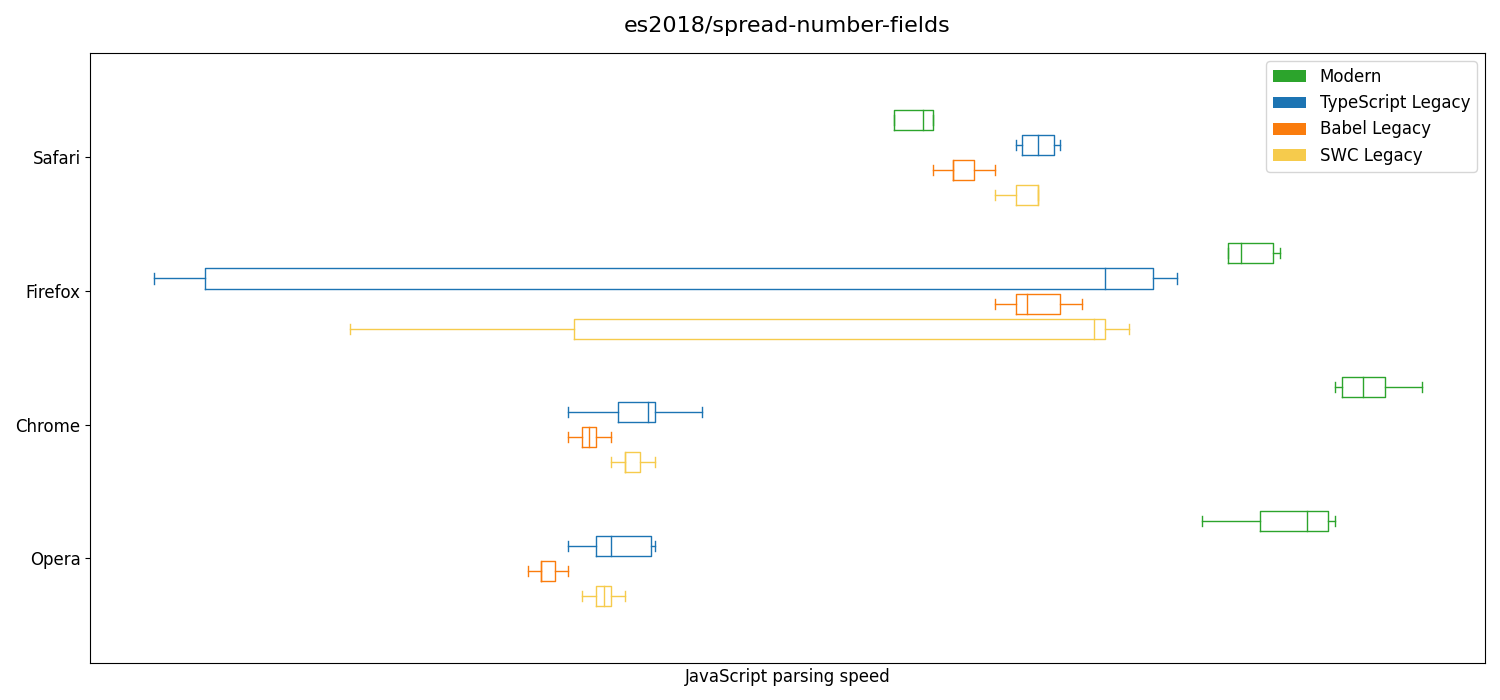 es2018/spread-number-fields
Modern
TypeScript Legacy
Babel Legacy
SWC Legacy
Safari
Firefox
Chrome
Opera
JavaScript parsing speed